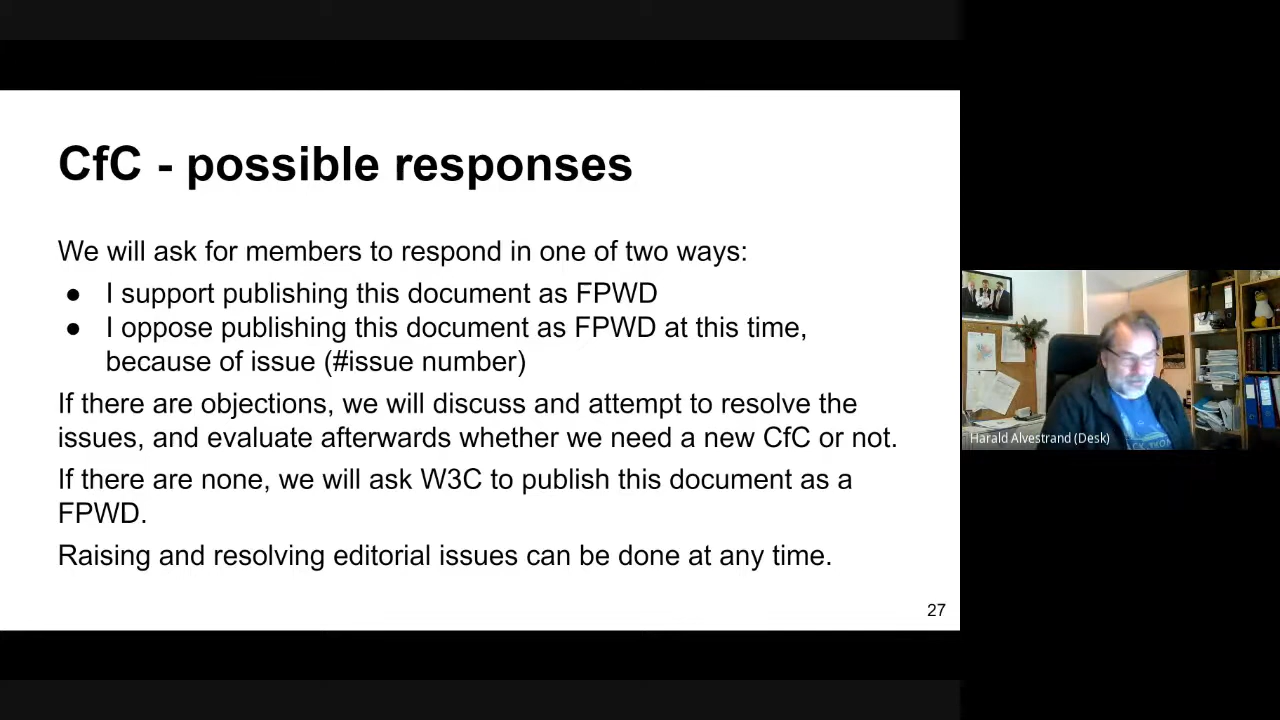 CfC - possible responses
We will ask for members to respond in one of two ways:
● I support publishing this document as FPWD
● I oppose publishing this document as FPWD at this time,
because of issue (#issue number)
If there are objections, we will discuss and attempt to resolve the
issues, and evaluate afterwards whether we need a new CfC or not.
If there are none, we will ask W3C to publish this document as a
FPWD.
Raising and resolving editorial issues can be done at any time.
27
Harald Alvestrand (Desk)